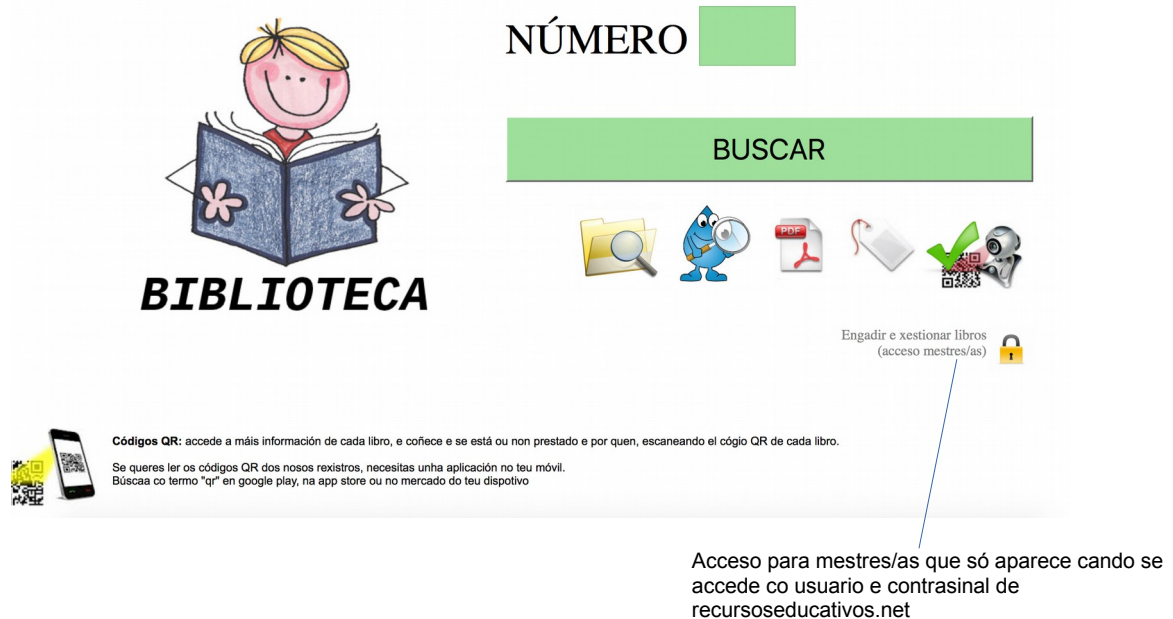 NÚMERO
BUSCAR
PDF
BIBLIOTECA
Engadir e xestionar libros
(acceso mestres/as)
Códigos QR: accede a máis información de cada libro, e coñece e se está ou non prestado e por quen, escaneando el cógio QR de cada libro.
Se queres ler os códigos QR dos nosos rexistros, necesitas unha aplicación no teu móvil.
Búscaa co termo "qr" en google play, na app store ou no mercado do teu dispotivo
Acceso para mestres/as que só aparece cando se
accede co usuario e contrasinal de
recursoseducativos.net